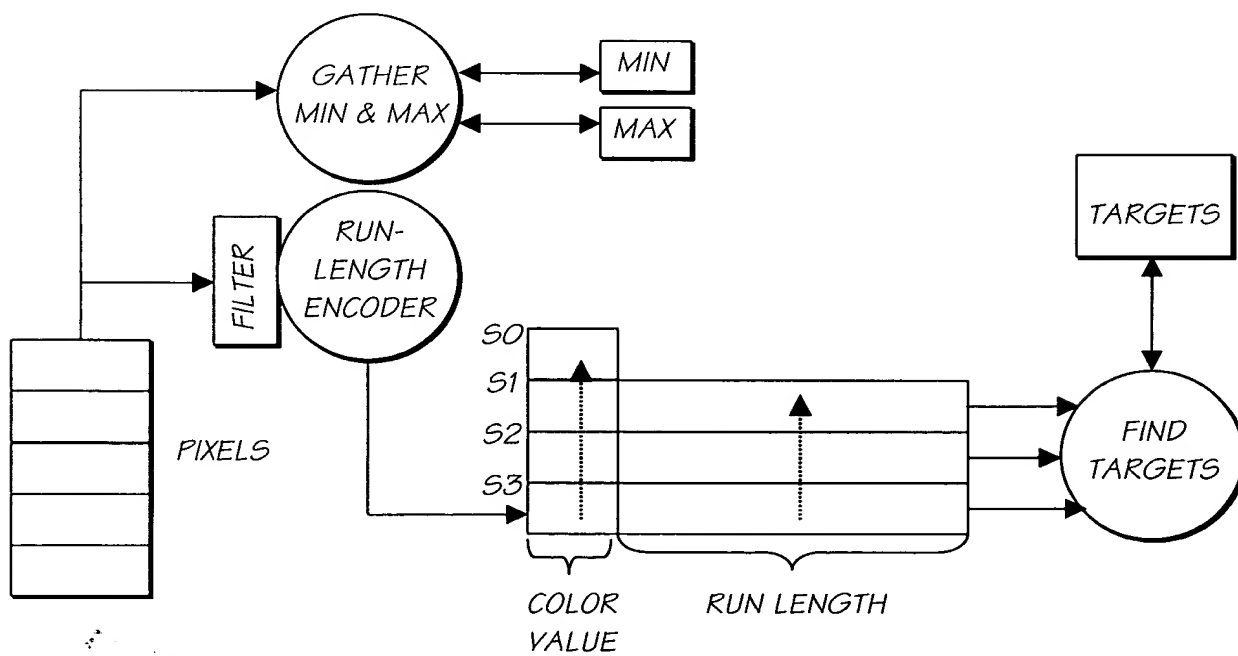 GATHER
MIN & MAX
MIN
MAX
TARGETS
FILTER
RUN-
LENGTH
ENCODER
S0
S1
S2
S3
PIXELS
FIND
TARGETS
COLOR
VALUE
RUN LENGTH